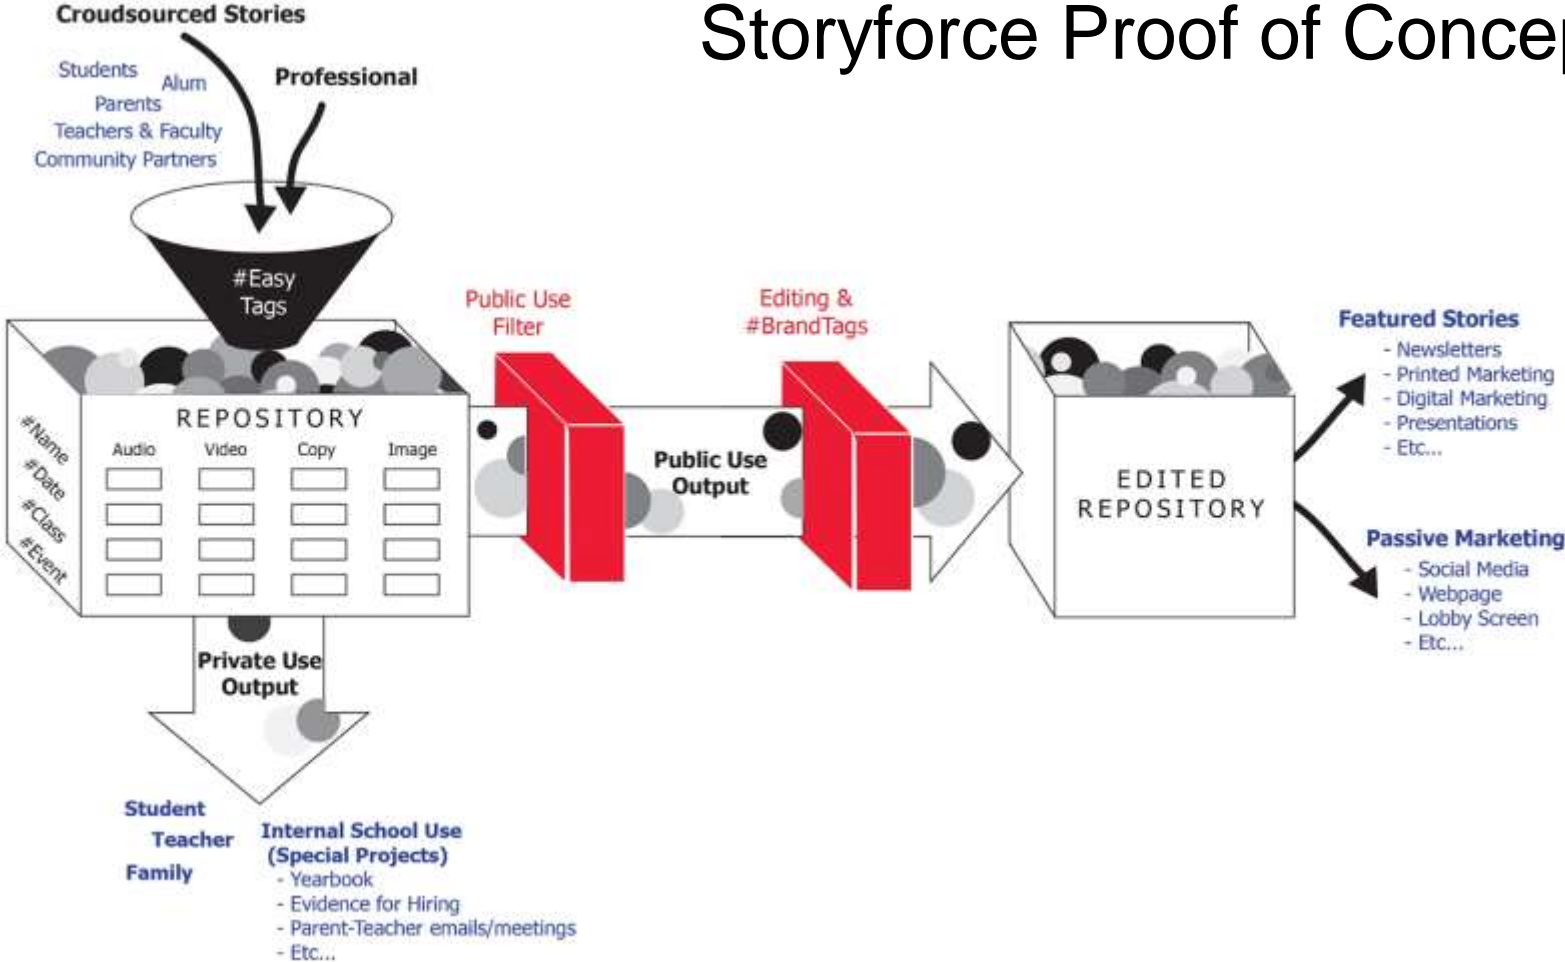 Storyforce Proof of Concep
Croudsourced Stories
Students
Alum
Parents
Teachers & Faculty
Community Partners
Professional
#Easy
Tags
REPOSITORY
Audio Video Copy Image
#Name
#Date
#Class
#Event
Public Use
Filter
Public Use
Output
Editing &
#BrandTags
EDITED
REPOSITORY
Featured Stories
- Newsletters
- Printed Marketing
- Digital Marketing
- Presentations
- Etc...
Passive Marketing
- Social Media
- Webpage
- Lobby Screen
- Etc...
Private Use
Output
Student
Teacher
Family
Internal School Use
(Special Projects)
- Yearbook
- Evidence for Hiring
- Parent-Teacher emails/meetings
- Etc...